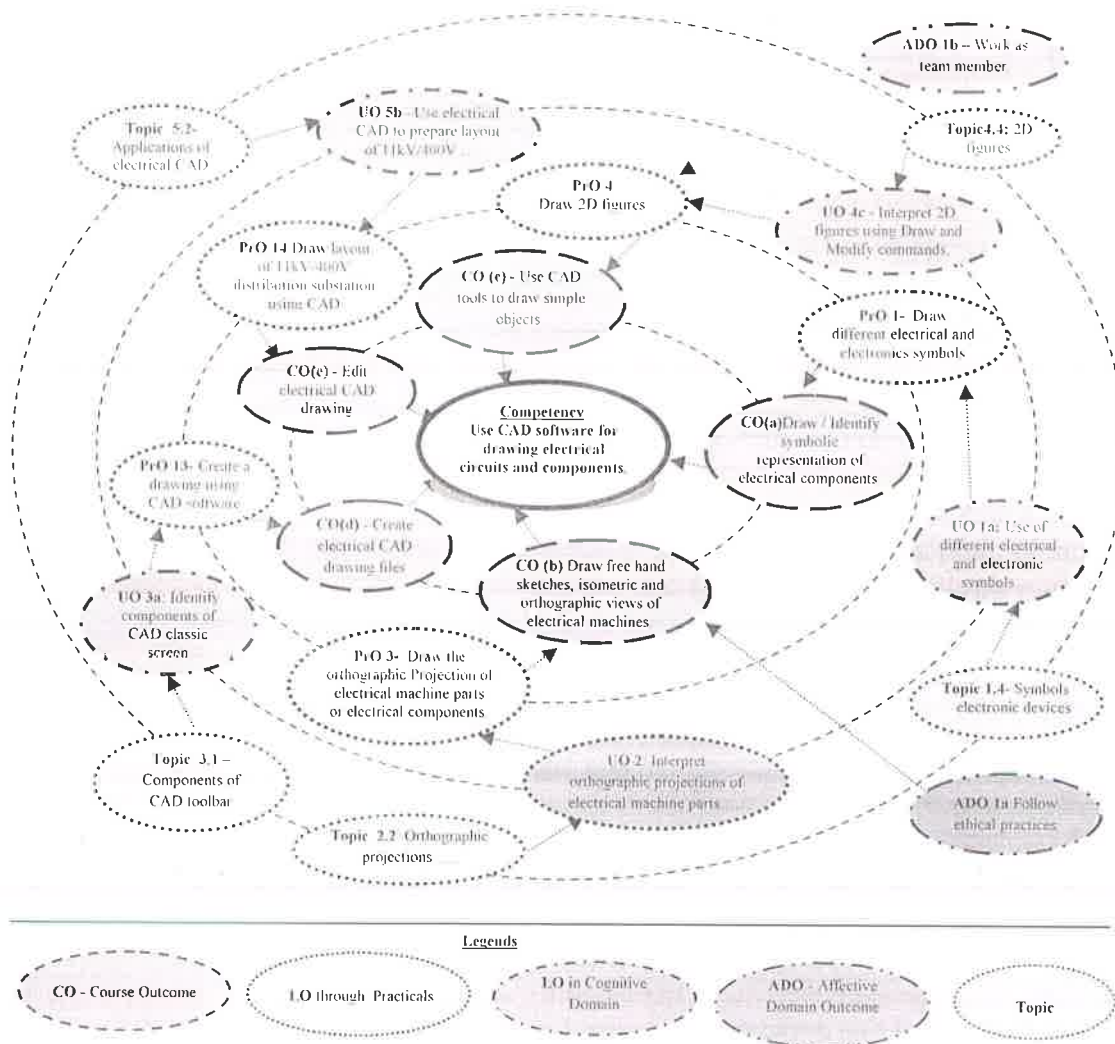 ADO 1b – Work as
team member
Topic 5.2-
Applications of
electrical CAD
UO 5b - Use electrical
CAD to prepare layout
of 11kV/400V ...
Topic4.4: 2D
figures
PrO 4
Draw 2D figures
UO 4c - Interpret 2D
figures using Draw and
Modify commands.
PrO 14 Draw layout
of 11kV/400V
distribution substation
using CAD
CO (c) - Use CAD
tools to draw simple
objects
PrO 1- Draw
different electrical and
electronics symbols
CO(e) - Edit
electrical CAD
drawing
Competency
Use CAD software for
drawing electrical
circuits and components.
CO(a)Draw / Identify
symbolic
representation of
electrical components
PrO 13- Create a
drawing using
CAD software
CO(d) - Create
electrical CAD
drawing files
CO (b) Draw free hand
sketches, isometric and
orthographic views of
electrical machines
UO 1a: Use of
different electrical
and electronic
symbols
UO 3a: Identify
components of
CAD classic
screen
PrO 3- Draw the
orthographic Projection of
electrical machine parts
or electrical components
Topic 1.4- Symbols
electronic devices
Topic 3.1 –
Components of
CAD toolbar
UO 2 Interpret
orthographic projections of
electrical machine parts
ADO 1a Follow
ethical practices
Topic 2.2 Orthographic
projections
Legends
CO - Course Outcome
LO through Practicals
LO in Cognitive
Domain
ADO - Affective
Domain Outcome
Topic